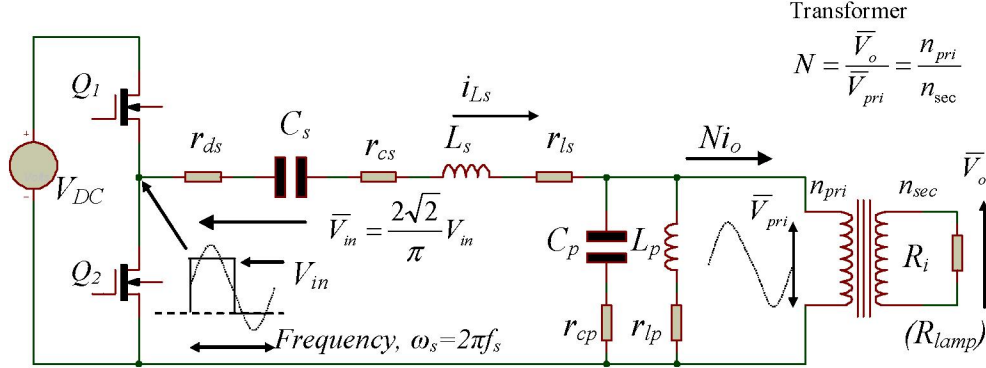 Transformer
N = V̅o / V̅pri = npri / nsec
Q1
iLs
rds
Cs
rcs
Ls
rls
Nio
VDC
V̅in = 2√2 / π Vin
V̅pri
npri
nsec
V̅o
Cp
Lp
Q2
Vin
Ri
rcp
rlp
(Rlamp)
Frequency, ωs=2πfs
+
-